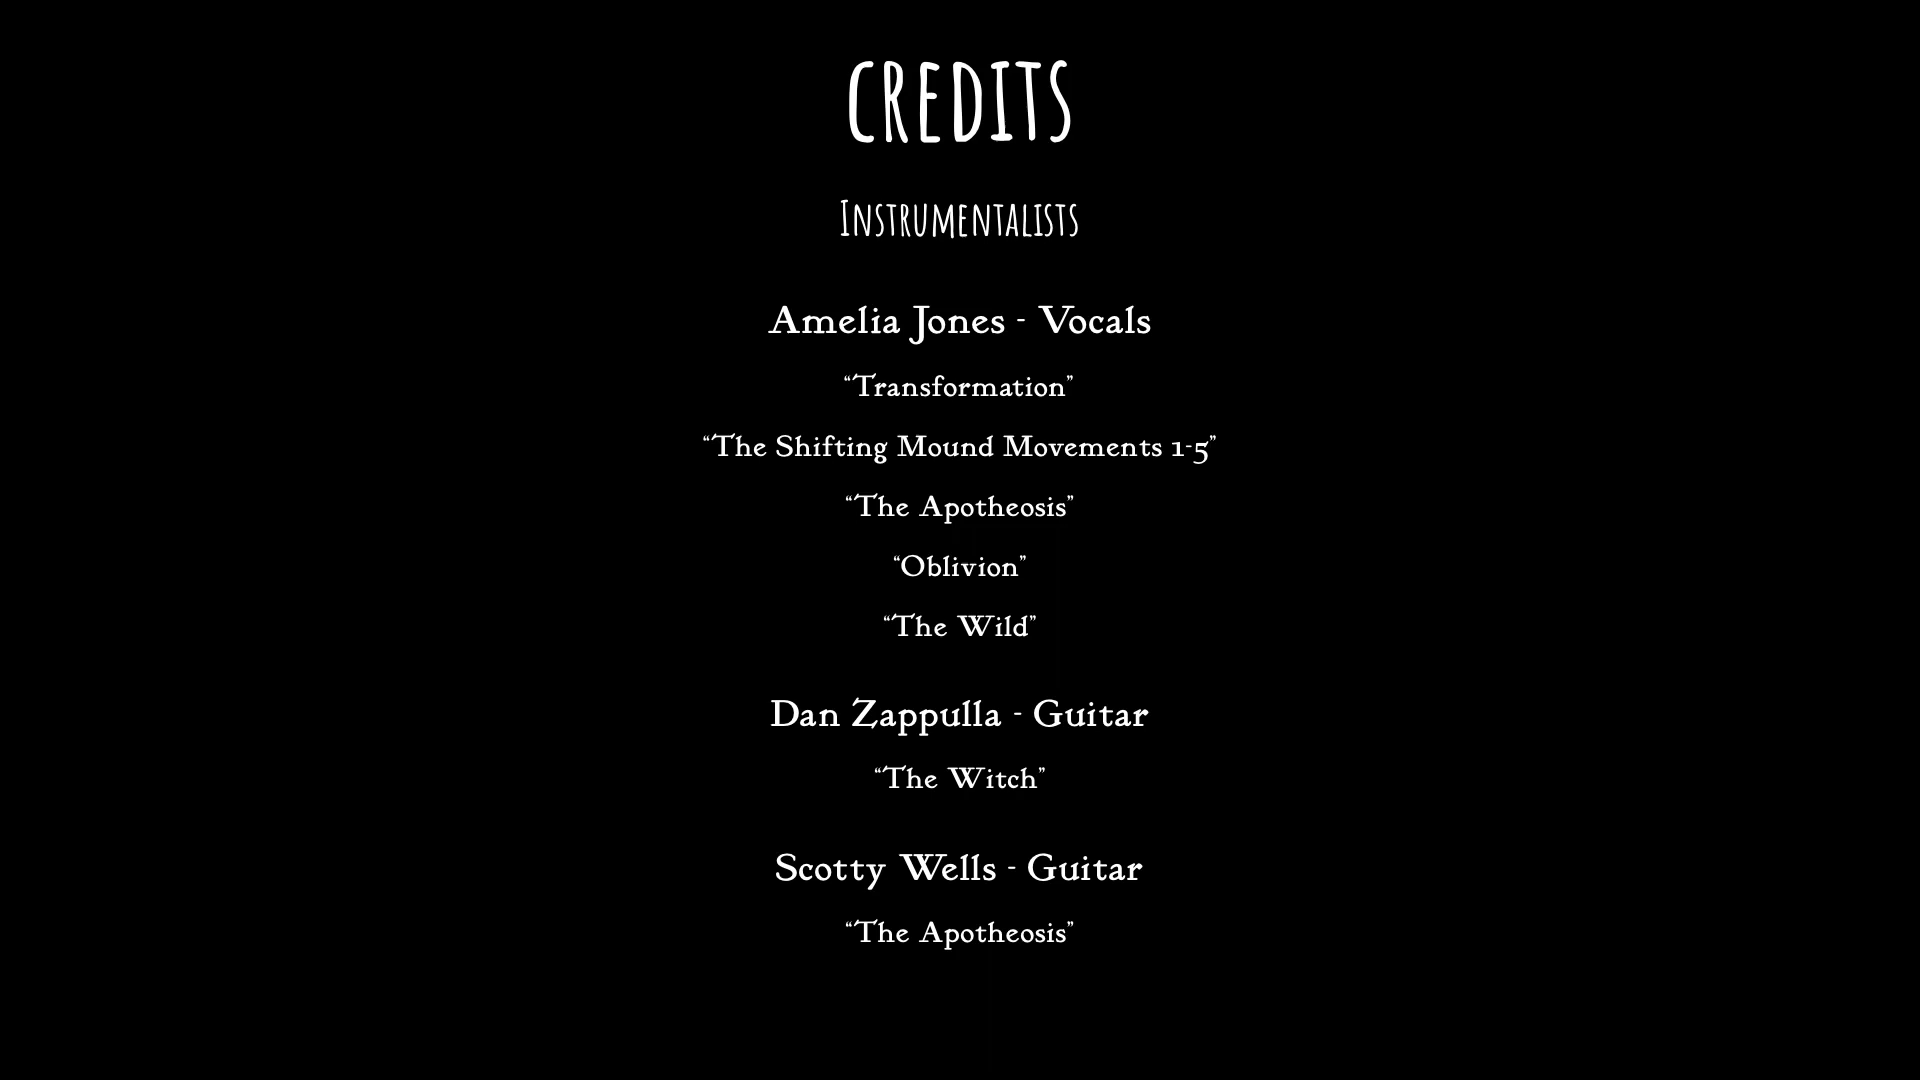 CREDITS
Instrumentalists
Amelia Jones - Vocals
“Transformation”
“The Shifting Mound Movements 1-5”
“The Apotheosis”
“Oblivion”
“The Wild”
Dan Zappulla - Guitar
“The Witch”
Scotty Wells - Guitar
“The Apotheosis”